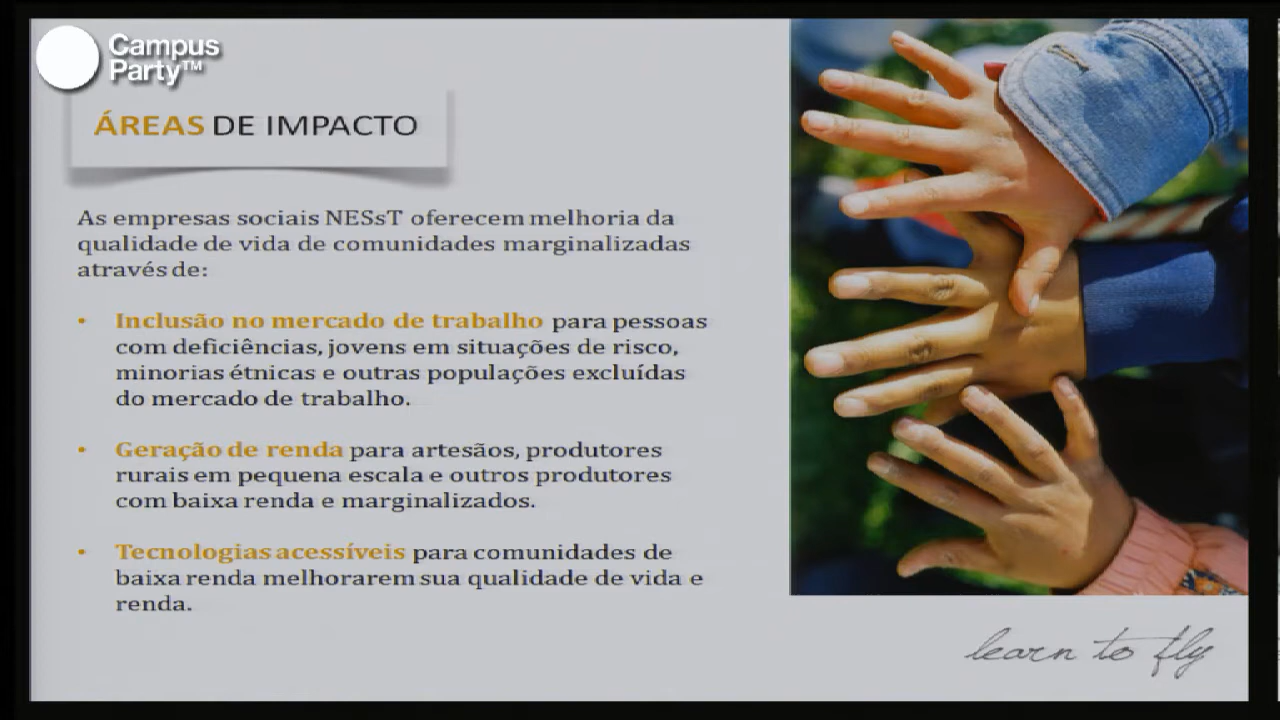 Campus
Party™
ÁREAS DE IMPACTO
As empresas sociais NESsT oferecem melhoria da
qualidade de vida de comunidades marginalizadas
através de:
• Inclusão no mercado de trabalho para pessoas
com deficiências, jovens em situações de risco,
minorias étnicas e outras populações excluídas
do mercado de trabalho.
• Geração de renda para artesãos, produtores
rurais em pequena escala e outros produtores
com baixa renda e marginalizados.
• Tecnologias acessíveis para comunidades de
baixa renda melhorarem sua qualidade de vida e
renda.
learn to fly